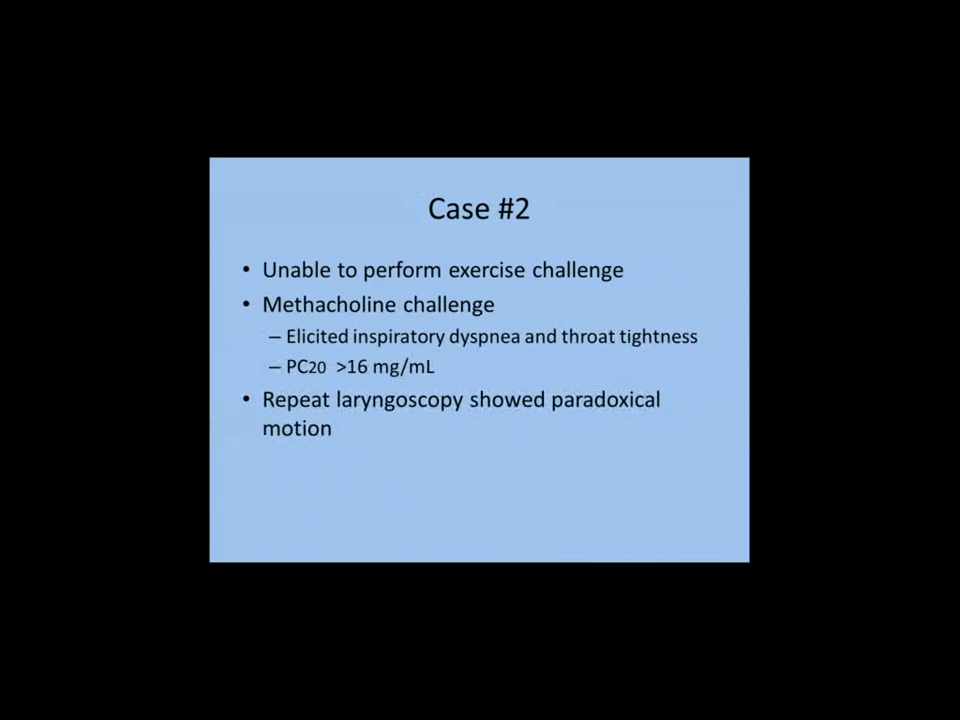 Case #2
• Unable to perform exercise challenge
• Methacholine challenge
– Elicited inspiratory dyspnea and throat tightness
– PC20 >16 mg/mL
• Repeat laryngoscopy showed paradoxical
motion